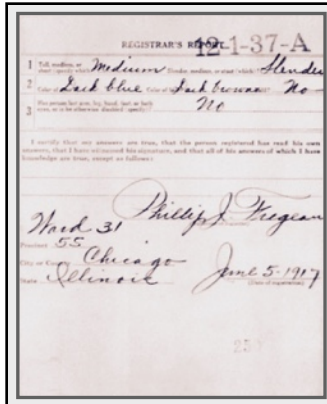 REGISTRAR'S REPORT
12-1-37-A
1 Tall, medium, or short (specify which)? Medium Slender, medium, or stout (which)? Slender
2 Color of eyes? Dark blue Color of hair? Dark brown No
3 Has person lost arm, leg, hand, foot, or both eyes, or is he otherwise disabled (specify)? No
I certify that my answers are true, that the person registered has read his own
answers, that I have witnessed his signature, and that all of his answers of which I have
knowledge are true, except as follows:
Phillip J.
Ward 31
Precinct 55
City or County Chicago
State Illinois
June 5-1917
(Date of registration)